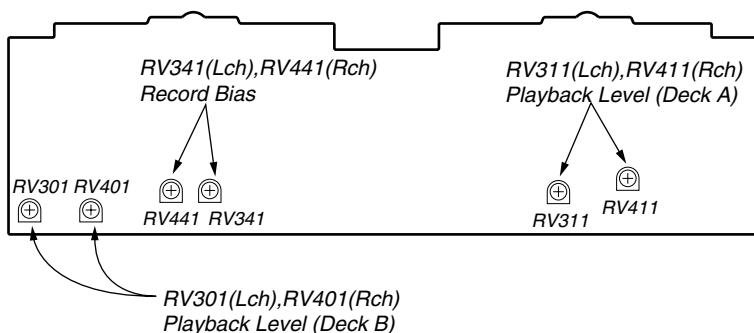 RV341(Lch),RV441(Rch)
Record Bias
RV311(Lch),RV411(Rch)
Playback Level (Deck A)
RV301 RV401
RV441 RV341
RV311
RV411
RV301(Lch),RV401(Rch)
Playback Level (Deck B)